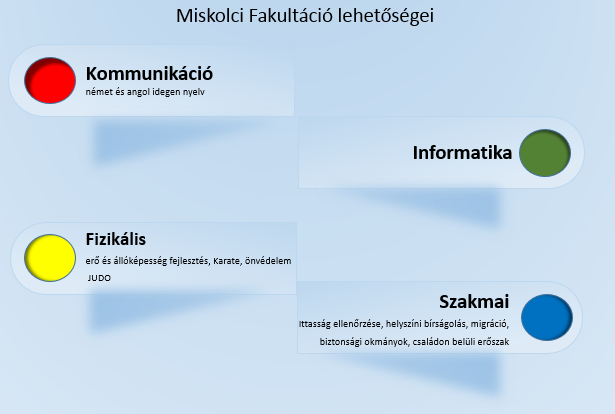 Miskolci Fakultáció lehetőségei
Kommunikáció
német és angol idegen nyelv
Informatika
Fizikális
erő és állóképesség fejlesztés, Karate, önvédelem
JUDO
Szakmai
Ittasság ellenőrzése, helyszíni bírságolás, migráció,
biztonsági okmányok, családon belüli erőszak